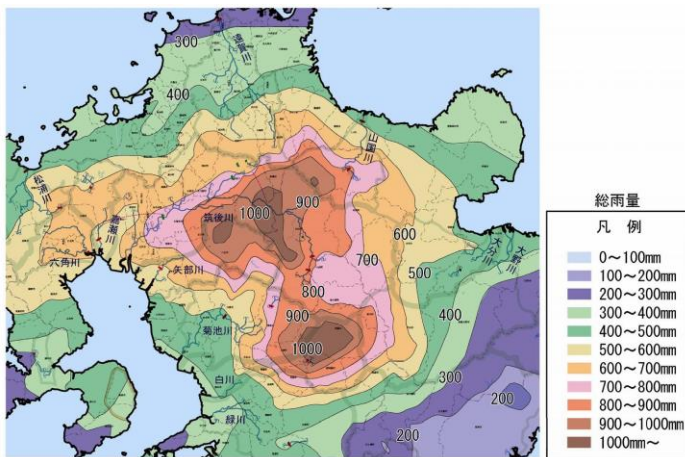 300
遠賀川
400
山国川
松浦川
嘉瀬川
筑後川
1000
900
600
六角川
矢部川
700
500
大分川
大野川
800
菊池川
900
400
1000
白川
300
緑川
200
200
総雨量
凡 例
0～100mm
100～200mm
200～300mm
300～400mm
400～500mm
500～600mm
600～700mm
700～800mm
800～900mm
900～1000mm
1000mm～